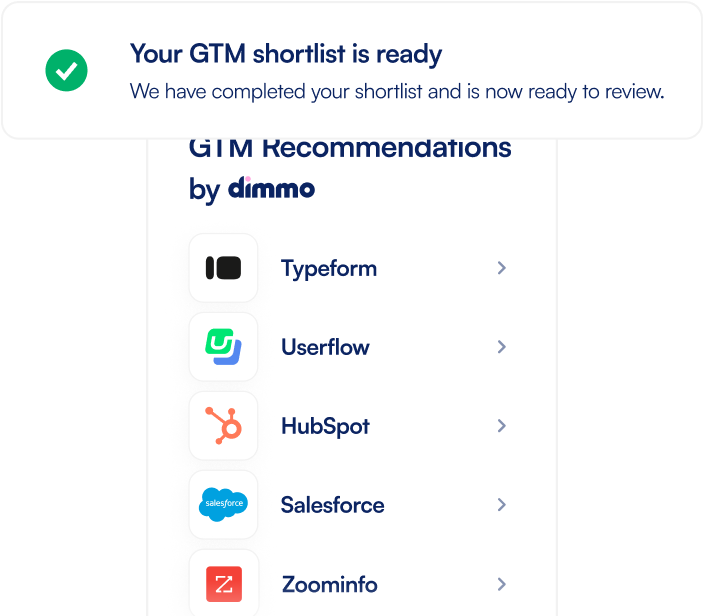 Your GTM shortlist is ready
We have completed your shortlist and is now ready to review.
GTM Recommendations
by dimmo
Typeform
Userflow
HubSpot
salesforce
Salesforce
Zoominfo